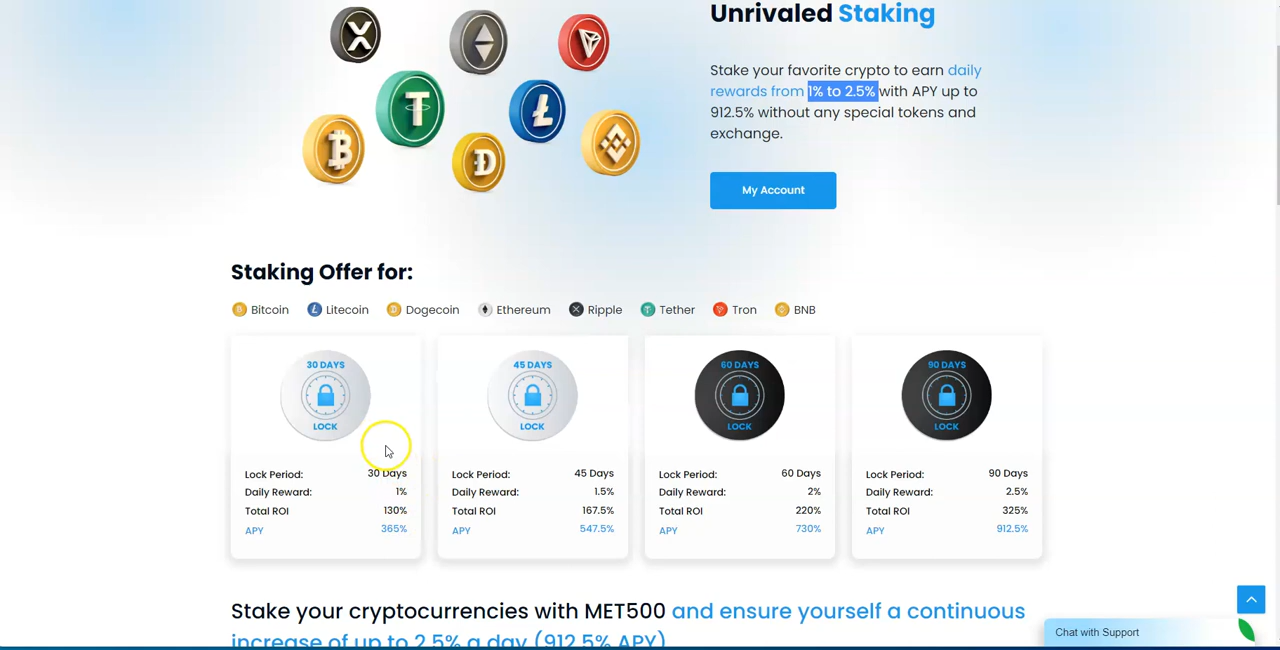 Unrivaled Staking
Stake your favorite crypto to earn daily
rewards from 1% to 2.5% with APY up to
912.5% without any special tokens and
exchange.
My Account
Staking Offer for:
Bitcoin Litecoin Dogecoin Ethereum Ripple Tether Tron BNB
30 DAYS
LOCK
Lock Period: 30 Days
Daily Reward: 1%
Total ROI 130%
APY 365%
45 DAYS
LOCK
Lock Period: 45 Days
Daily Reward: 1.5%
Total ROI 167.5%
APY 547.5%
60 DAYS
LOCK
Lock Period: 60 Days
Daily Reward: 2%
Total ROI 220%
APY 730%
90 DAYS
LOCK
Lock Period: 90 Days
Daily Reward: 2.5%
Total ROI 325%
APY 912.5%
Stake your cryptocurrencies with MET500 and ensure yourself a continuous
increase of up to 2.5% a day (912.5% APY)
Chat with Support